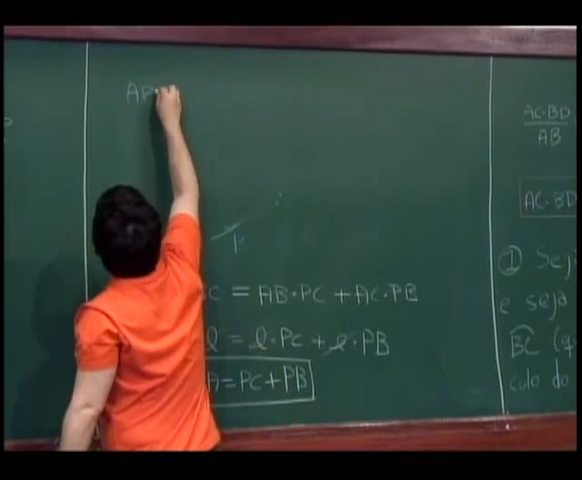 AP
P
C = AB·PC + AC·PB
l = l·PC + l·PB
A = PC + PB
AC·BD
AB
AC·BD
① Sej
e seja
BC (q
culo do